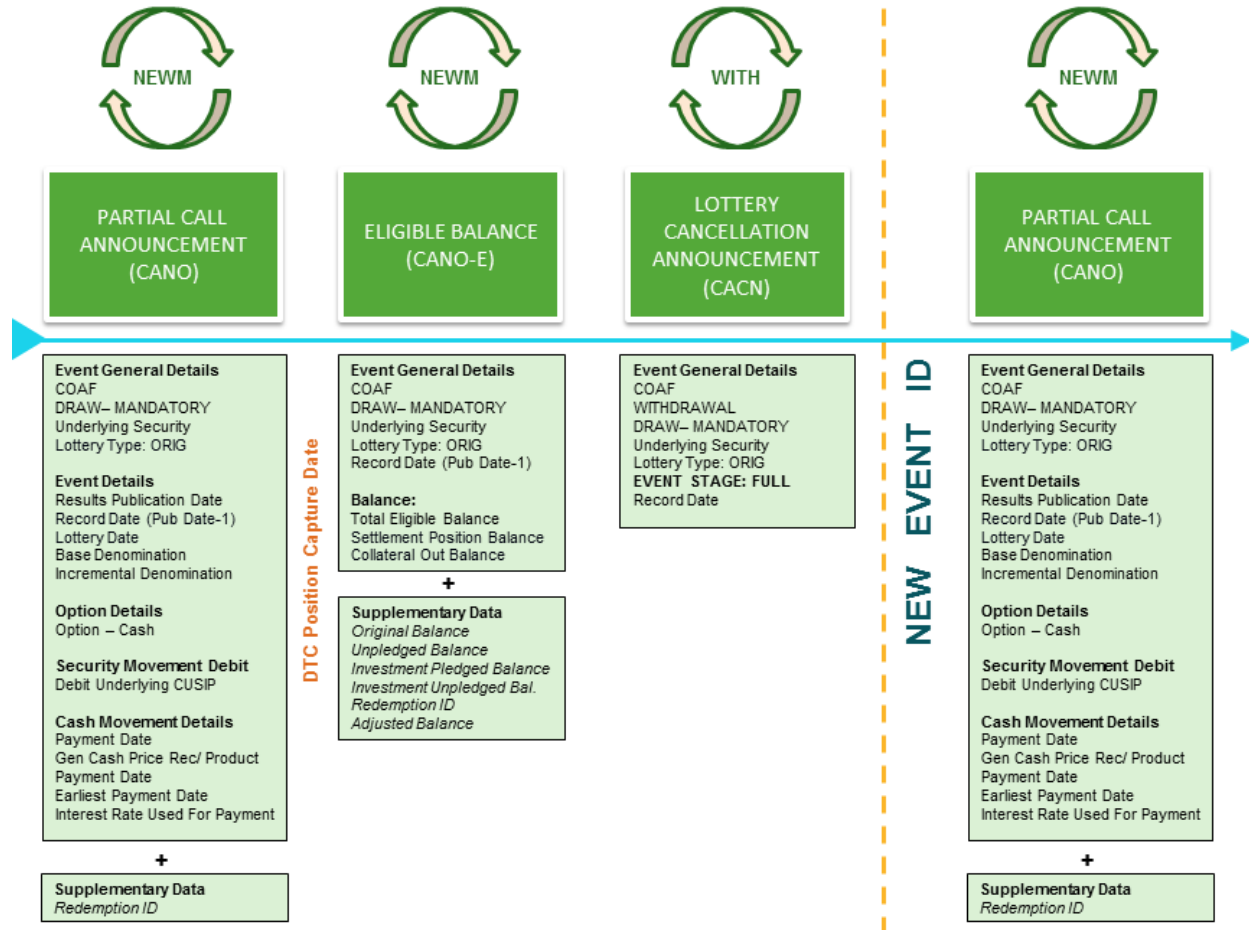 NEWM
PARTIAL CALL
ANNOUNCEMENT
(CANO)
Event General Details
COAF
DRAW– MANDATORY
Underlying Security
Lottery Type: ORIG
Event Details
Results Publication Date
Record Date (Pub Date-1)
Lottery Date
Base Denomination
Incremental Denomination
Option Details
Option – Cash
Security Movement Debit
Debit Underlying CUSIP
Cash Movement Details
Payment Date
Gen Cash Price Rec/ Product
Payment Date
Earliest Payment Date
Interest Rate Used For Payment
+
Supplementary Data
Redemption ID
DTC Position Capture Date
NEWM
ELIGIBLE BALANCE
(CANO-E)
Event General Details
COAF
DRAW– MANDATORY
Underlying Security
Lottery Type: ORIG
Record Date (Pub Date-1)
Balance:
Total Eligible Balance
Settlement Position Balance
Collateral Out Balance
+
Supplementary Data
Original Balance
Unpledged Balance
Investment Pledged Balance
Investment Unpledged Bal.
Redemption ID
Adjusted Balance
WITH
LOTTERY
CANCELLATION
ANNOUNCEMENT
(CACN)
Event General Details
COAF
WITHDRAWAL
DRAW– MANDATORY
Underlying Security
Lottery Type: ORIG
EVENT STAGE: FULL
Record Date
NEW EVENT ID
NEWM
PARTIAL CALL
ANNOUNCEMENT
(CANO)
Event General Details
COAF
DRAW– MANDATORY
Underlying Security
Lottery Type: ORIG
Event Details
Results Publication Date
Record Date (Pub Date-1)
Lottery Date
Base Denomination
Incremental Denomination
Option Details
Option – Cash
Security Movement Debit
Debit Underlying CUSIP
Cash Movement Details
Payment Date
Gen Cash Price Rec/ Product
Payment Date
Earliest Payment Date
Interest Rate Used For Payment
+
Supplementary Data
Redemption ID